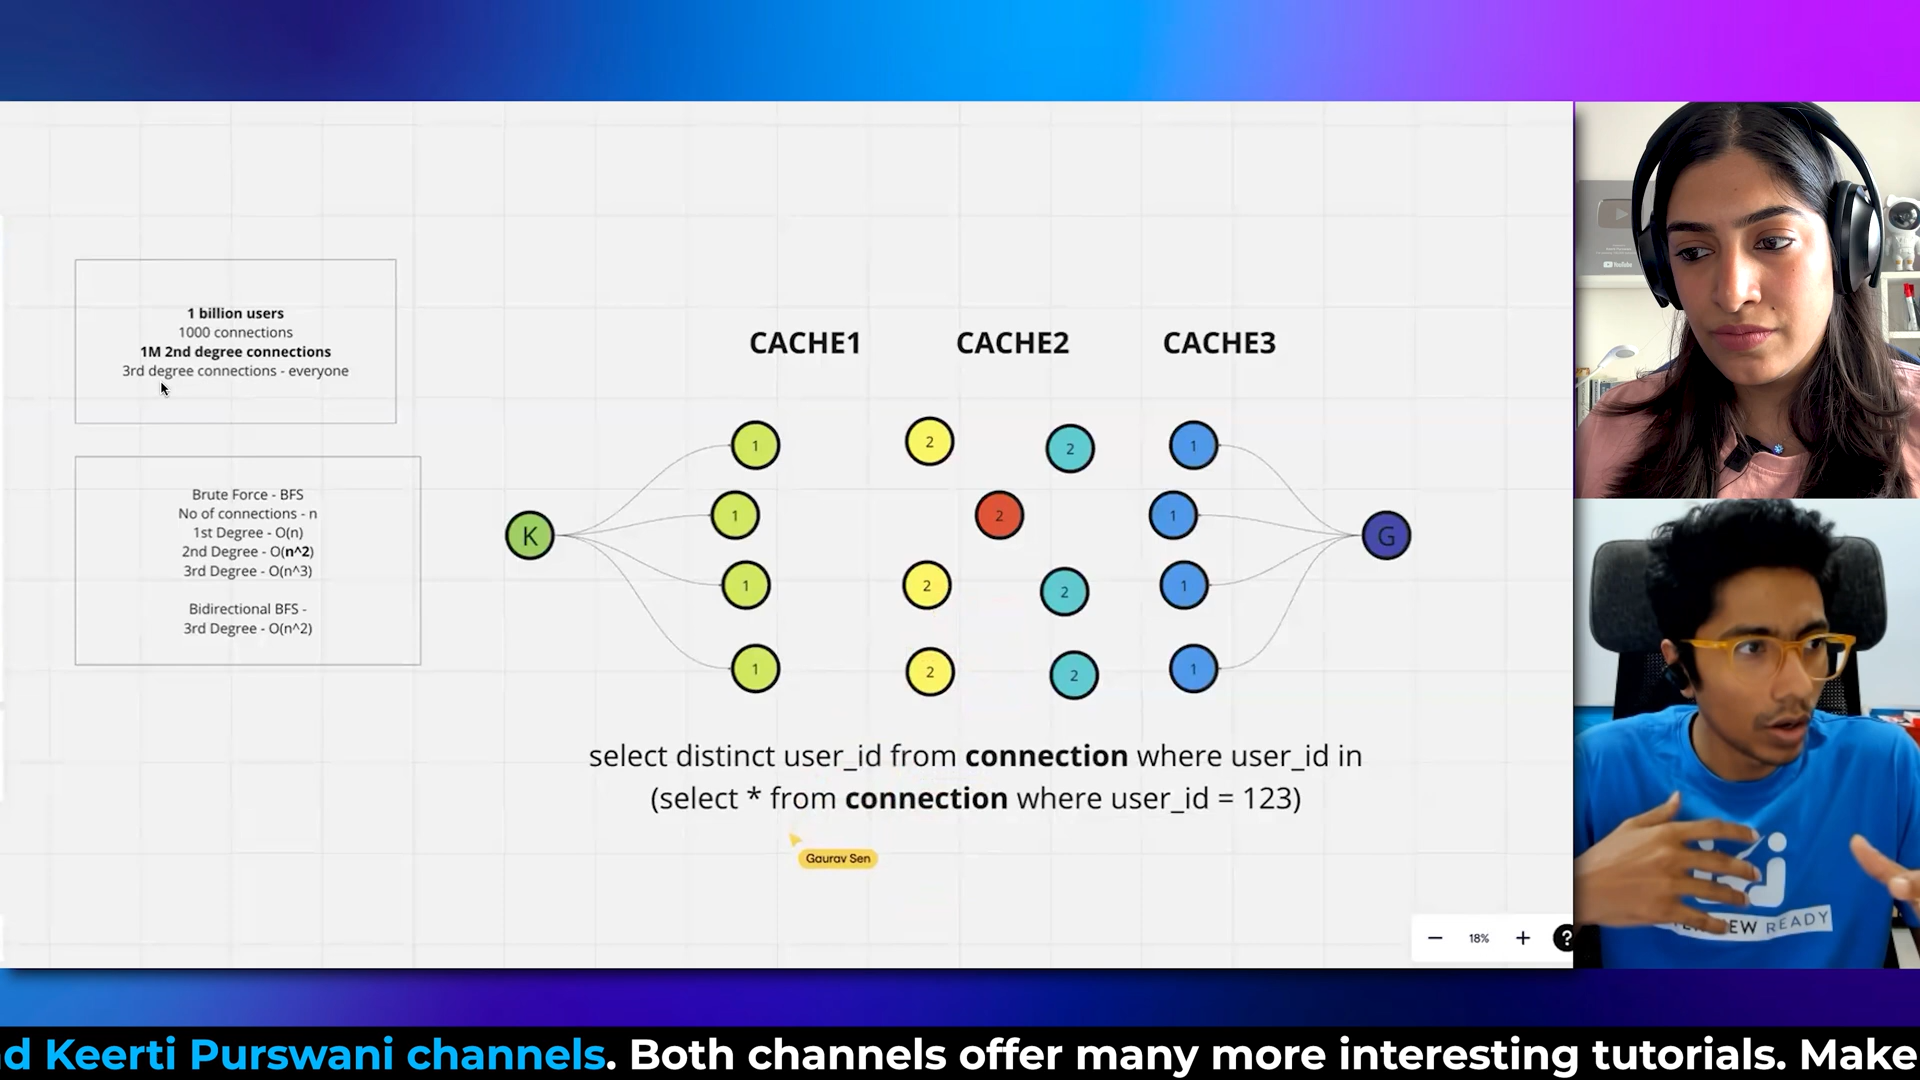 1 billion users
1000 connections
1M 2nd degree connections
3rd degree connections - everyone
Brute Force - BFS
No of connections - n
1st Degree - O(n)
2nd Degree - O(n^2)
3rd Degree - O(n^3)
Bidirectional BFS -
3rd Degree - O(n^2)
CACHE1 CACHE2 CACHE3
1 2 2 1
1 2 1
K G
1 2 2 1
1 2 2 1
select distinct user_id from connection where user_id in
(select * from connection where user_id = 123)
Gaurav Sen
18%
?
YouTube
EW READY
d Keerti Purswani channels. Both channels offer many more interesting tutorials. Make